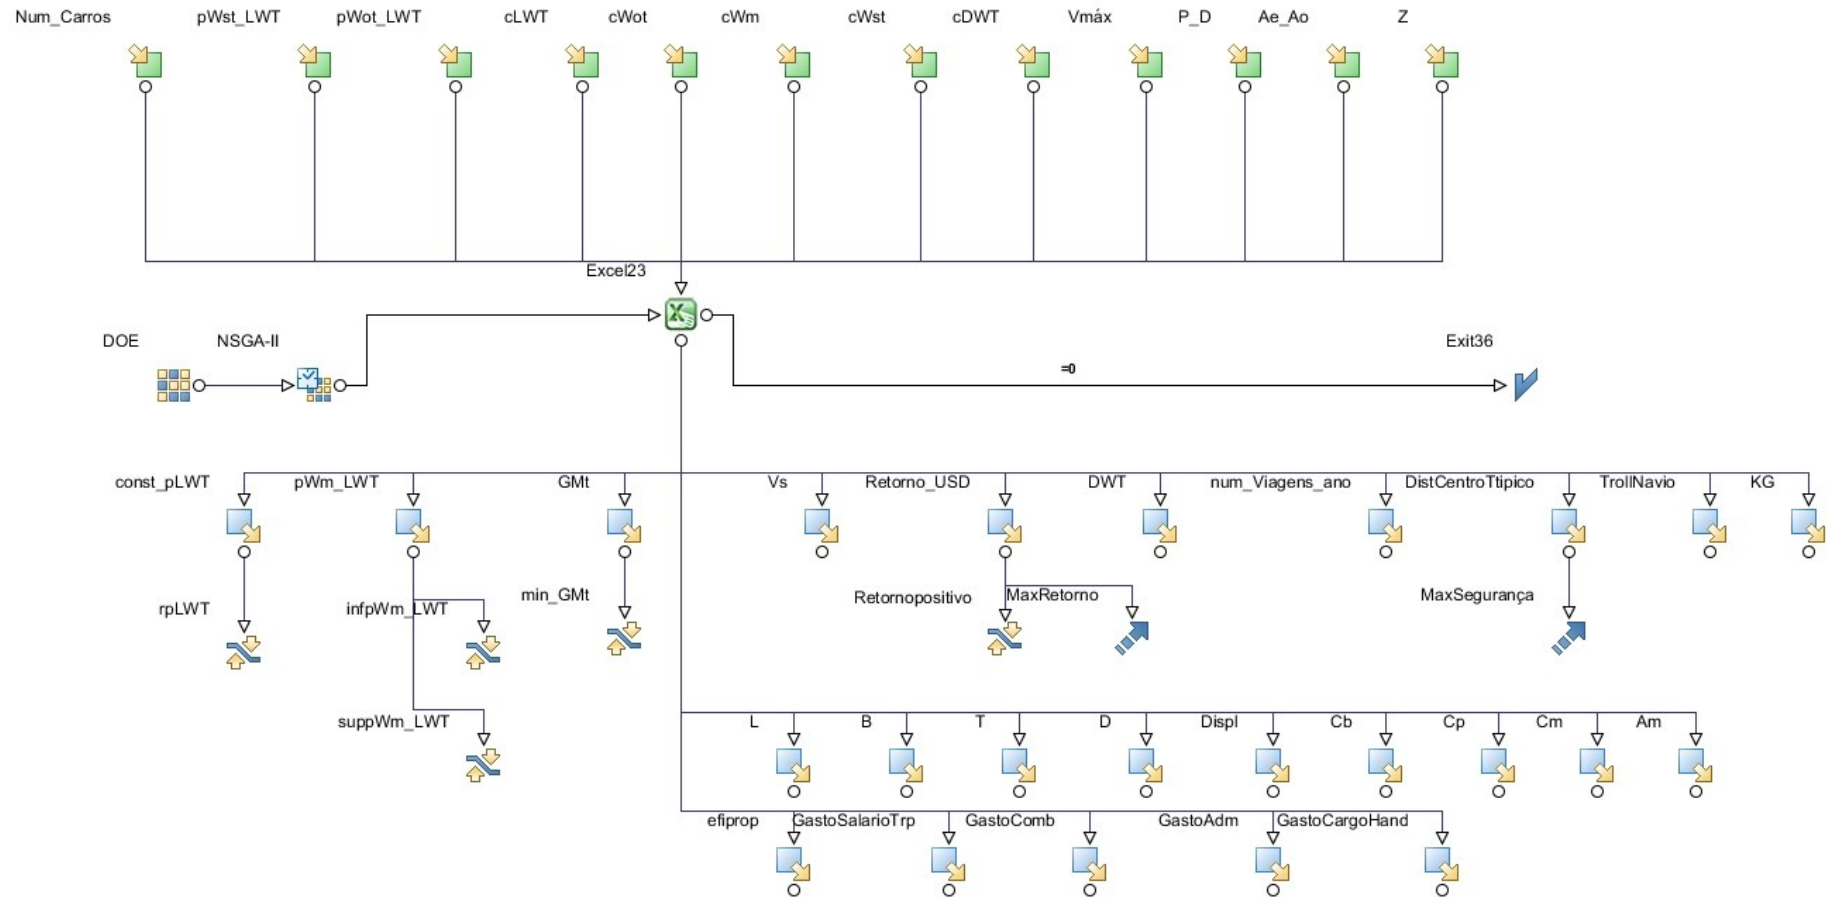 Num_Carros pWst_LWT pWot_LWT cLWT cWot cWm cWst cDWT Vmáx P_D Ae_Ao Z
Excel23
DOE NSGA-II Exit36
=0
const_pLWT pWm_LWT GMt Vs Retorno_USD DWT num_Viagens_ano DistCentroTtipico TrollNavio KG
rpLWT infpWm_LWT min_GMt Retornopositivo MaxRetorno MaxSegurança
suppWm_LWT L B T D Displ Cb Cp Cm Am
efiprop GastoSalarioTrp GastoComb GastoAdm GastoCargoHand